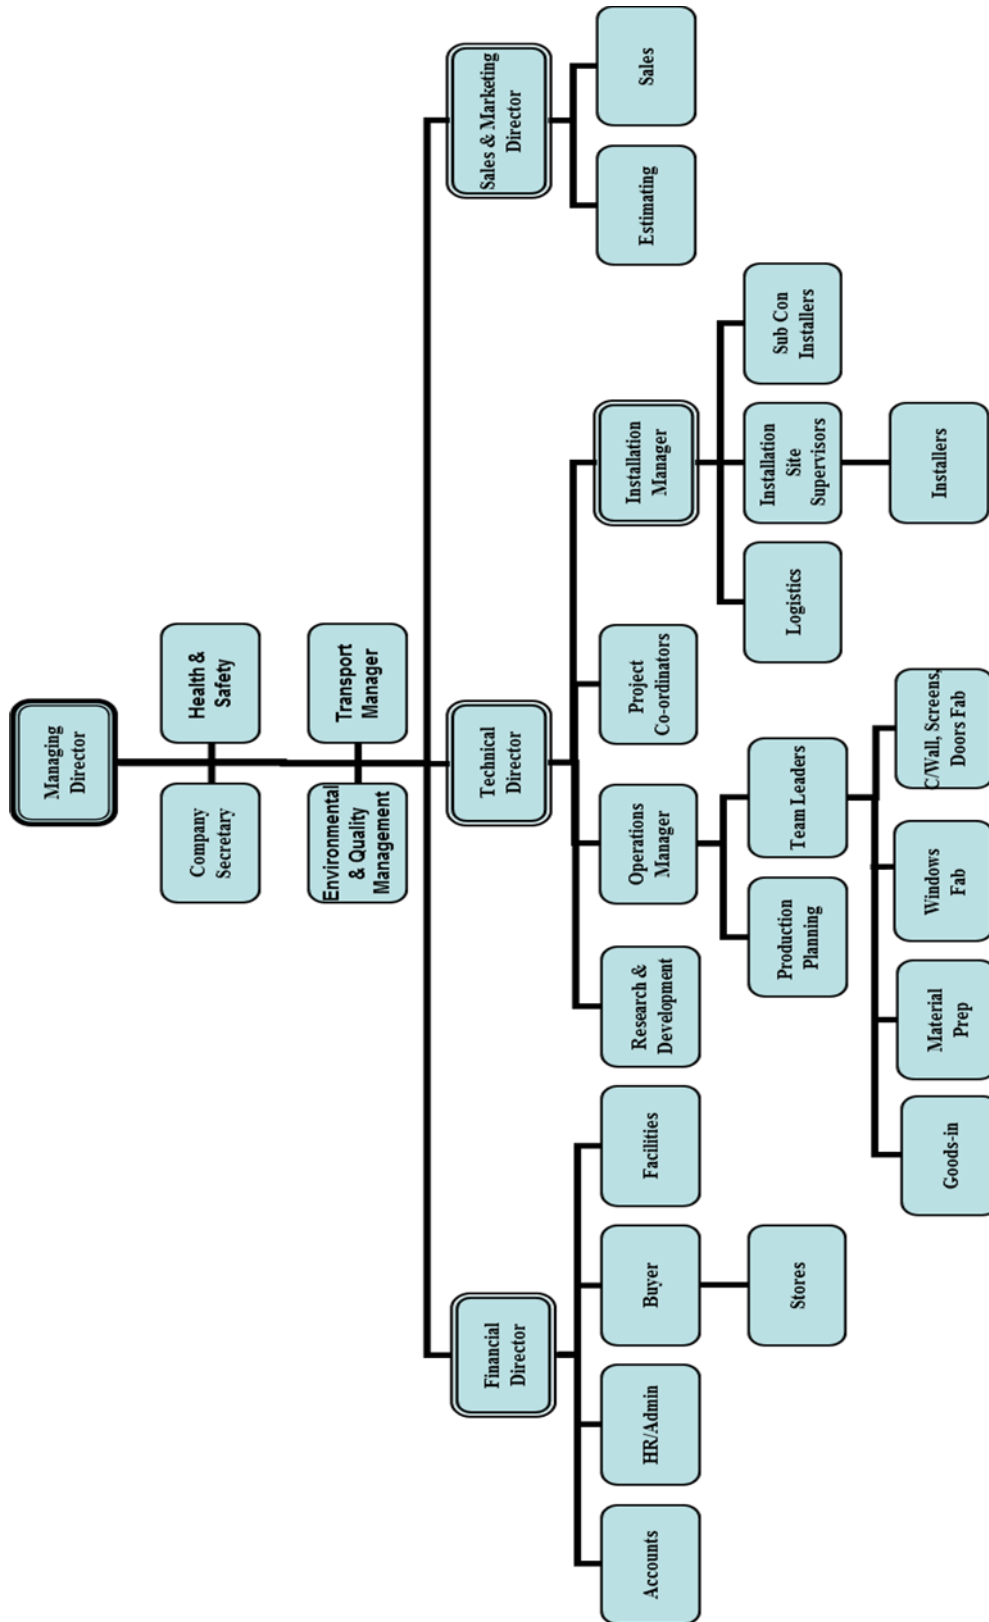 Managing
Director
Company
Secretary
Health &
Safety
Environmental
& Quality
Management
Transport
Manager
Financial
Director
Technical
Director
Sales & Marketing
Director
Accounts
HR/Admin
Buyer
Facilities
Research &
Development
Operations
Manager
Project
Co-ordinators
Installation
Manager
Estimating
Sales
Stores
Production
Planning
Team Leaders
Logistics
Installation
Site
Supervisors
Sub Con
Installers
Goods-in
Material
Prep
Windows
Fab
C/Wall, Screens,
Doors Fab
Installers